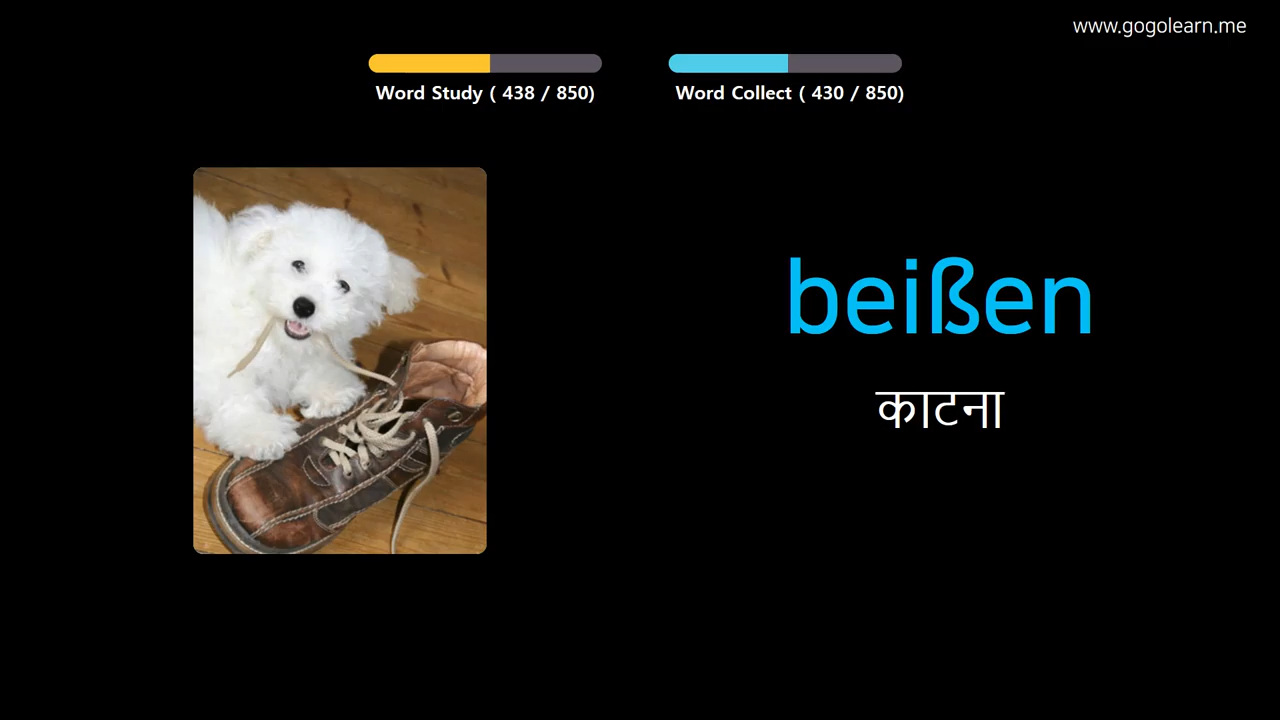 www.gogolearn.me
Word Study ( 438 / 850)
Word Collect ( 430 / 850)
beißen
काटना